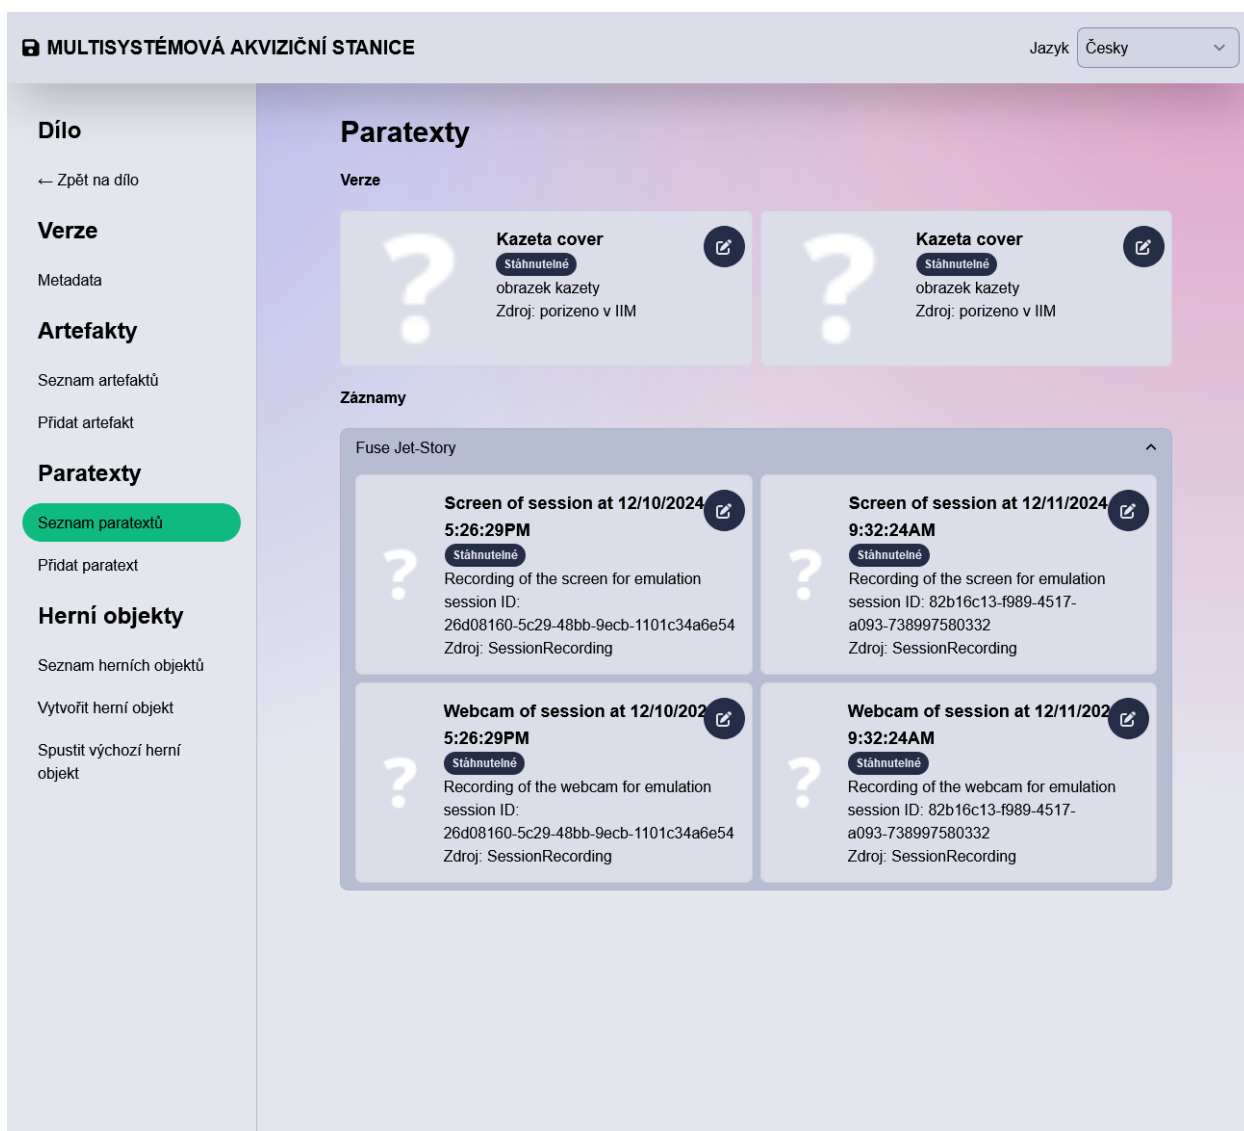 MULTISYSTÉMOVÁ AKVIZIČNÍ STANICE
Jazyk
Česky
Dílo
← Zpět na dílo
Verze
Metadata
Artefakty
Seznam artefaktů
Přidat artefakt
Paratexty
Seznam paratextů
Přidat paratext
Herní objekty
Seznam herních objektů
Vytvořit herní objekt
Spustit výchozí herní
objekt
Paratexty
Verze
Kazeta cover
Stáhnutelné
obrazek kazety
Zdroj: porizeno v IIM
Kazeta cover
Stáhnutelné
obrazek kazety
Zdroj: porizeno v IIM
Záznamy
Fuse Jet-Story
Screen of session at 12/10/2024
5:26:29PM
Stáhnutelné
Recording of the screen for emulation
session ID:
26d08160-5c29-48bb-9ecb-1101c34a6e54
Zdroj: SessionRecording
Screen of session at 12/11/2024
9:32:24AM
Stáhnutelné
Recording of the screen for emulation
session ID: 82b16c13-f989-4517-
a093-738997580332
Zdroj: SessionRecording
Webcam of session at 12/10/202
5:26:29PM
Stáhnutelné
Recording of the webcam for emulation
session ID:
26d08160-5c29-48bb-9ecb-1101c34a6e54
Zdroj: SessionRecording
Webcam of session at 12/11/202
9:32:24AM
Stáhnutelné
Recording of the webcam for emulation
session ID: 82b16c13-f989-4517-
a093-738997580332
Zdroj: SessionRecording